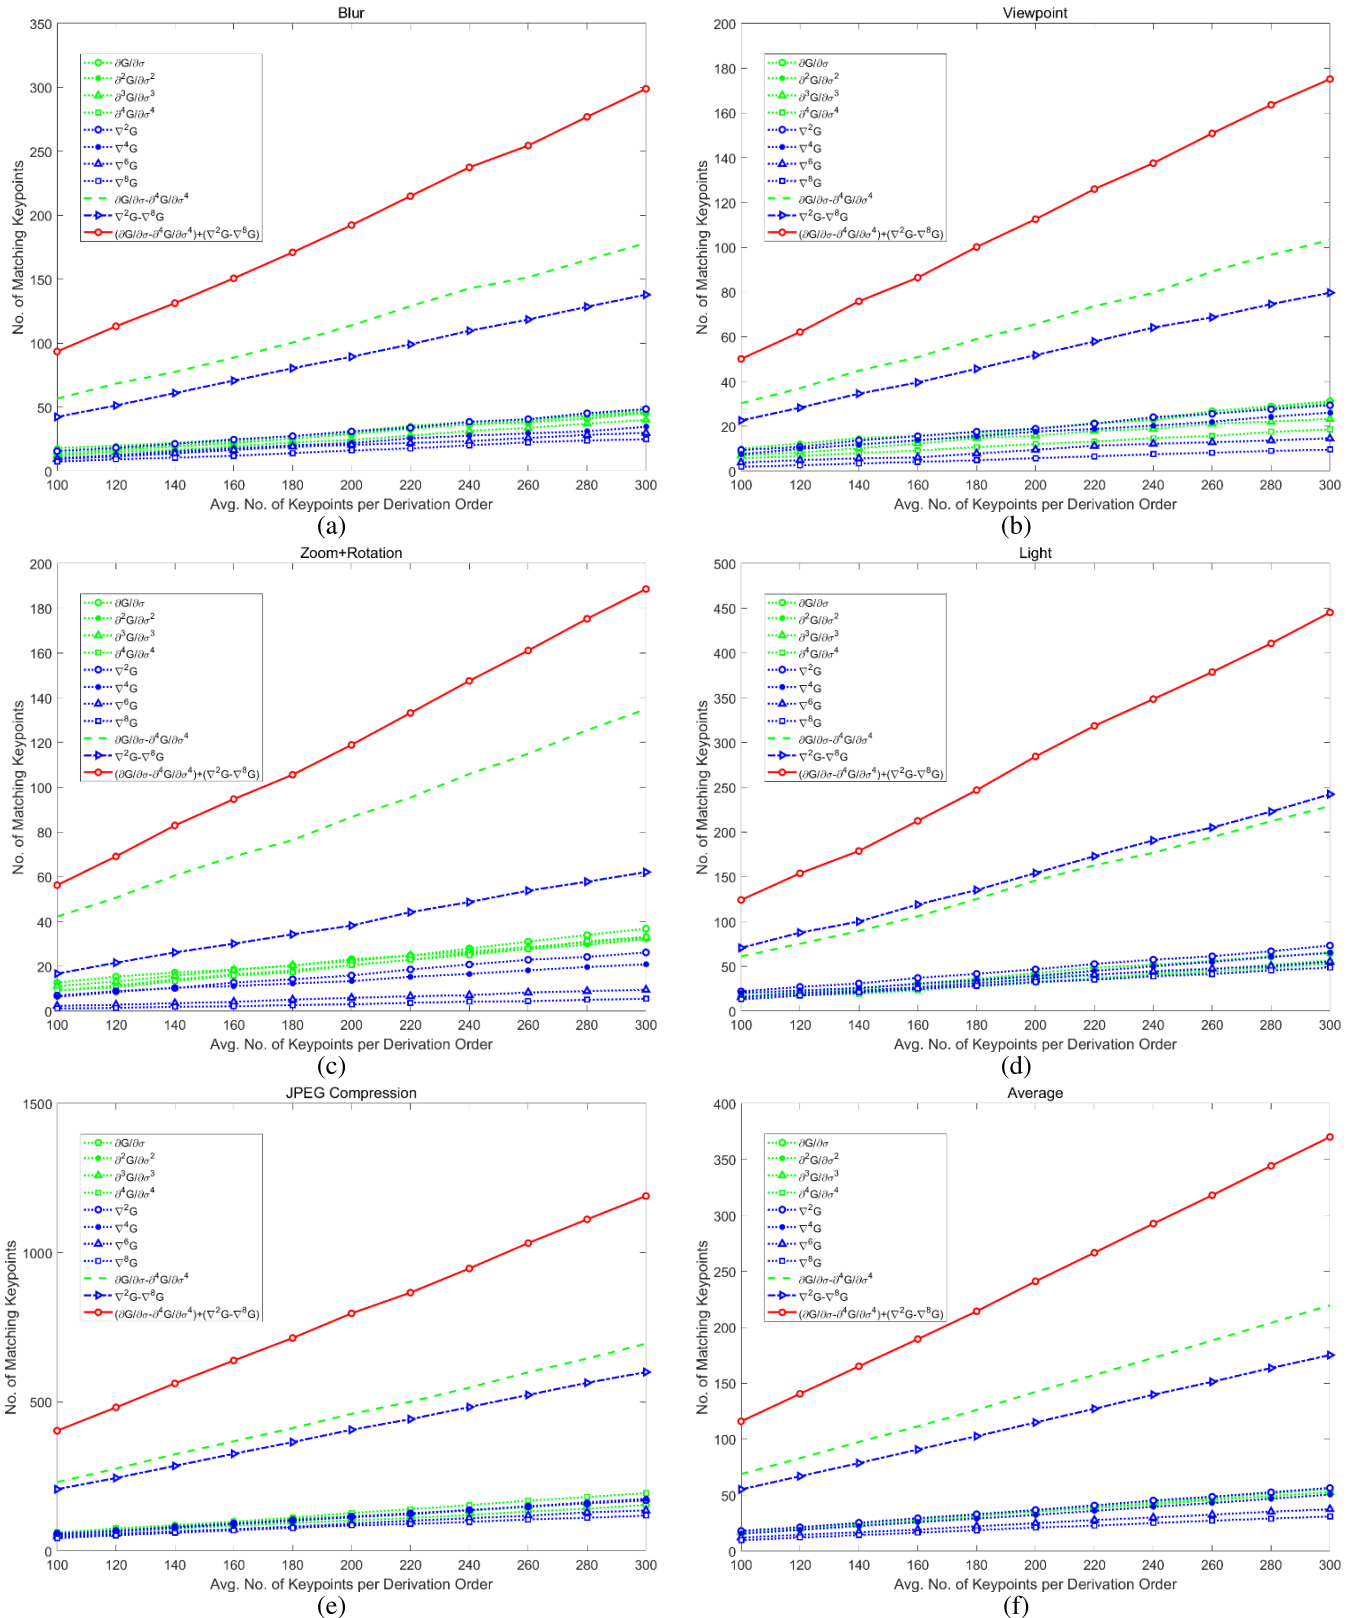 Blur
No. of Matching Keypoints
350
300
250
200
150
100
50
0
∂G/∂σ
∂²G/∂σ²
∂³G/∂σ³
∂⁴G/∂σ⁴
∇²G
∇⁴G
∇⁶G
∇⁸G
∂G/∂σ-∂⁴G/∂σ⁴
∇²G-∇⁸G
(∂G/∂σ-∂⁴G/∂σ⁴)+(∇²G-∇⁸G)
100 120 140 160 180 200 220 240 260 280 300
Avg. No. of Keypoints per Derivation Order
(a)
Viewpoint
No. of Matching Keypoints
200
180
160
140
120
100
80
60
40
20
0
∂G/∂σ
∂²G/∂σ²
∂³G/∂σ³
∂⁴G/∂σ⁴
∇²G
∇⁴G
∇⁶G
∇⁸G
∂G/∂σ-∂⁴G/∂σ⁴
∇²G-∇⁸G
(∂G/∂σ-∂⁴G/∂σ⁴)+(∇²G-∇⁸G)
100 120 140 160 180 200 220 240 260 280 300
Avg. No. of Keypoints per Derivation Order
(b)
Zoom+Rotation
No. of Matching Keypoints
200
180
160
140
120
100
80
60
40
20
0
∂G/∂σ
∂²G/∂σ²
∂³G/∂σ³
∂⁴G/∂σ⁴
∇²G
∇⁴G
∇⁶G
∇⁸G
∂G/∂σ-∂⁴G/∂σ⁴
∇²G-∇⁸G
(∂G/∂σ-∂⁴G/∂σ⁴)+(∇²G-∇⁸G)
100 120 140 160 180 200 220 240 260 280 300
Avg. No. of Keypoints per Derivation Order
(c)
Light
No. of Matching Keypoints
500
450
400
350
300
250
200
150
100
50
0
∂G/∂σ
∂²G/∂σ²
∂³G/∂σ³
∂⁴G/∂σ⁴
∇²G
∇⁴G
∇⁶G
∇⁸G
∂G/∂σ-∂⁴G/∂σ⁴
∇²G-∇⁸G
(∂G/∂σ-∂⁴G/∂σ⁴)+(∇²G-∇⁸G)
100 120 140 160 180 200 220 240 260 280 300
Avg. No. of Keypoints per Derivation Order
(d)
JPEG Compression
No. of Matching Keypoints
1500
1000
500
0
∂G/∂σ
∂²G/∂σ²
∂³G/∂σ³
∂⁴G/∂σ⁴
∇²G
∇⁴G
∇⁶G
∇⁸G
∂G/∂σ-∂⁴G/∂σ⁴
∇²G-∇⁸G
(∂G/∂σ-∂⁴G/∂σ⁴)+(∇²G-∇⁸G)
100 120 140 160 180 200 220 240 260 280 300
Avg. No. of Keypoints per Derivation Order
(e)
Average
No. of Matching Keypoints
400
350
300
250
200
150
100
50
0
∂G/∂σ
∂²G/∂σ²
∂³G/∂σ³
∂⁴G/∂σ⁴
∇²G
∇⁴G
∇⁶G
∇⁸G
∂G/∂σ-∂⁴G/∂σ⁴
∇²G-∇⁸G
(∂G/∂σ-∂⁴G/∂σ⁴)+(∇²G-∇⁸G)
100 120 140 160 180 200 220 240 260 280 300
Avg. No. of Keypoints per Derivation Order
(f)